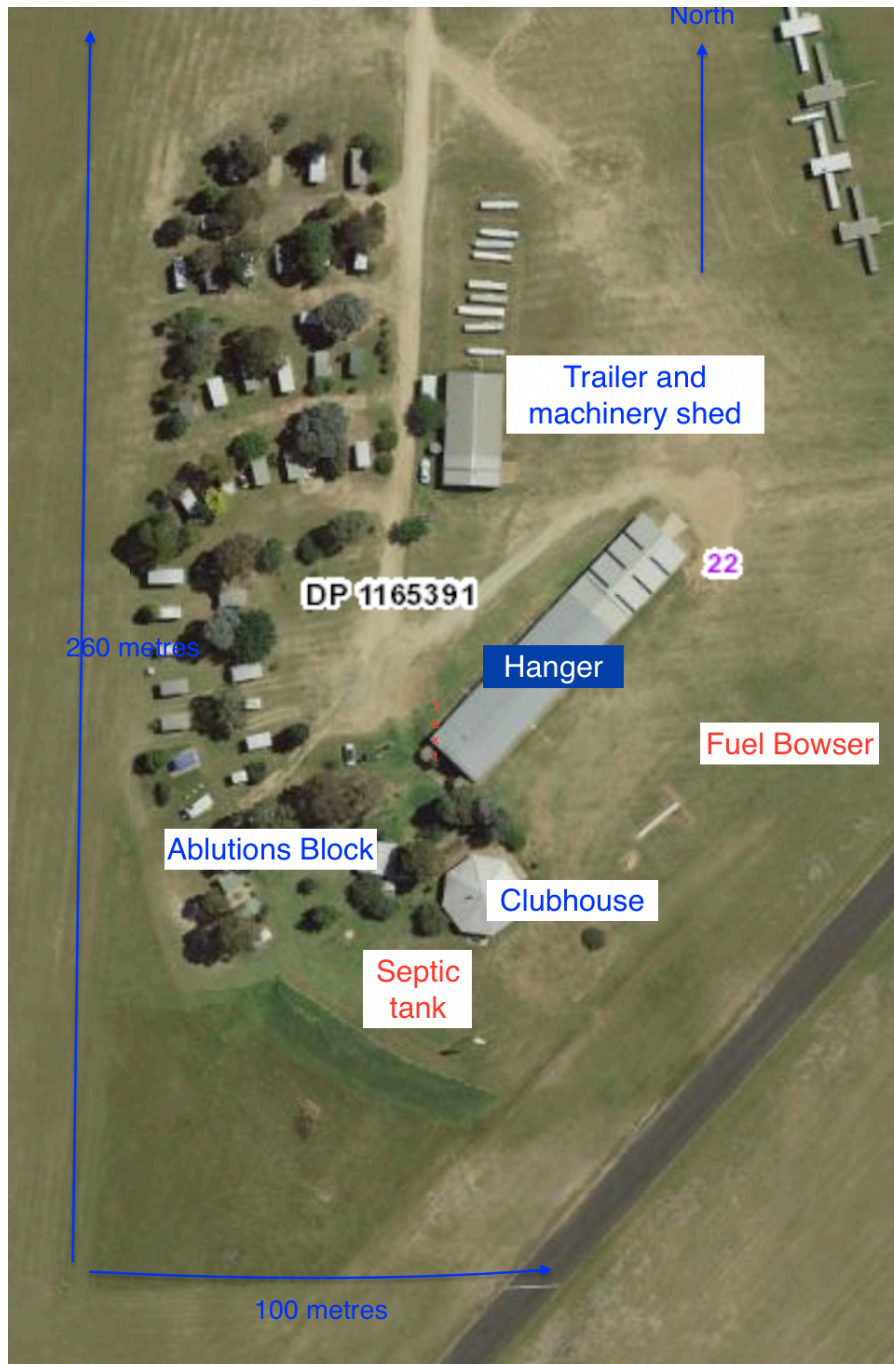 North
Trailer and
machinery shed
22
DP 1165391
260 metres
Hanger
T
e
x
t
Fuel Bowser
Ablutions Block
Clubhouse
Septic
tank
100 metres